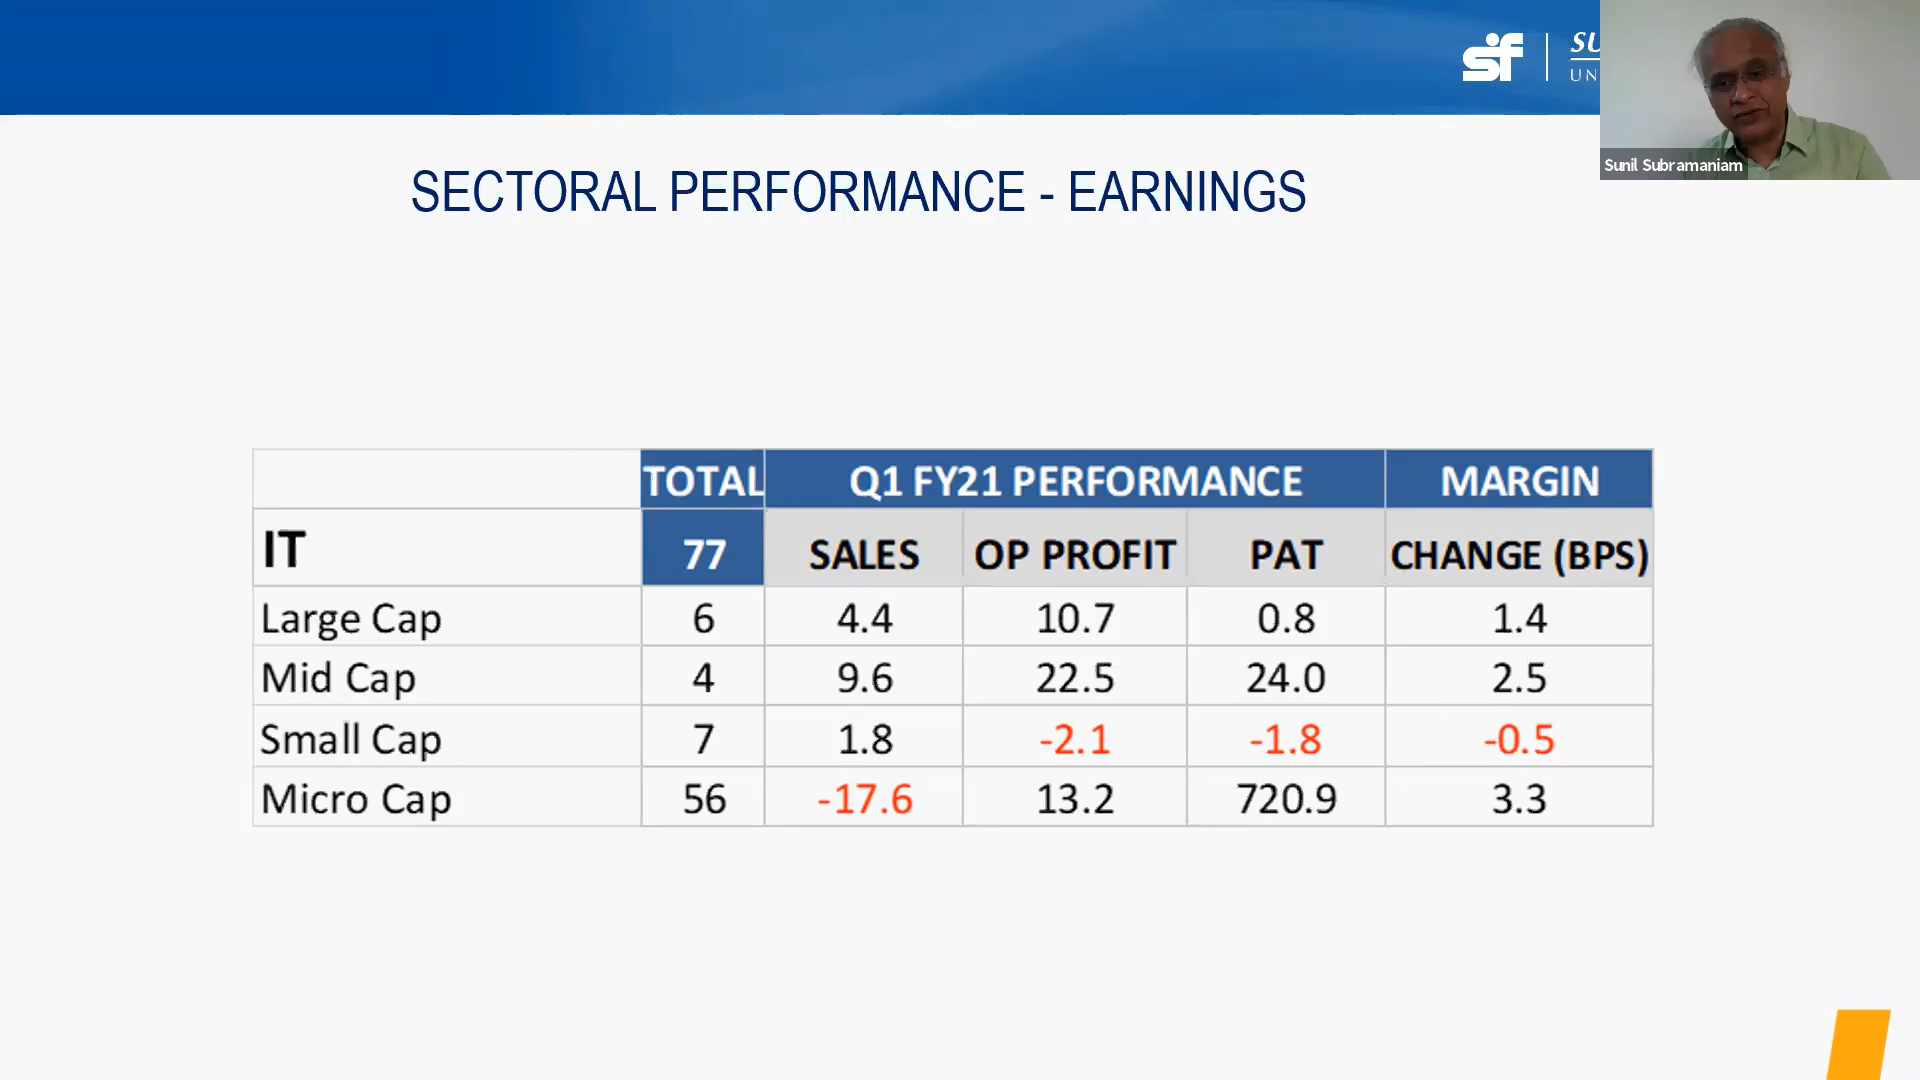 sf
SU
UN
Sunil Subramaniam
SECTORAL PERFORMANCE - EARNINGS
TOTAL Q1 FY21 PERFORMANCE MARGIN
IT 77 SALES OP PROFIT PAT CHANGE (BPS)
Large Cap 6 4.4 10.7 0.8 1.4
Mid Cap 4 9.6 22.5 24.0 2.5
Small Cap 7 1.8 -2.1 -1.8 -0.5
Micro Cap 56 -17.6 13.2 720.9 3.3